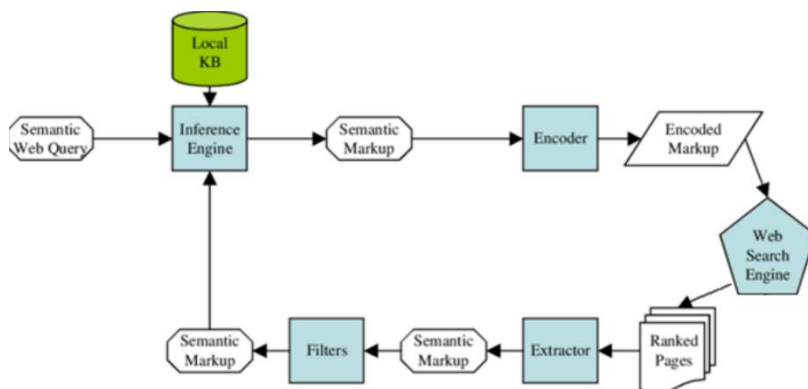 Local
KB
Semantic
Web Query
Inference
Engine
Semantic
Markup
Encoder
Encoded
Markup
Web
Search
Engine
Semantic
Markup
Filters
Semantic
Markup
Extractor
Ranked
Pages